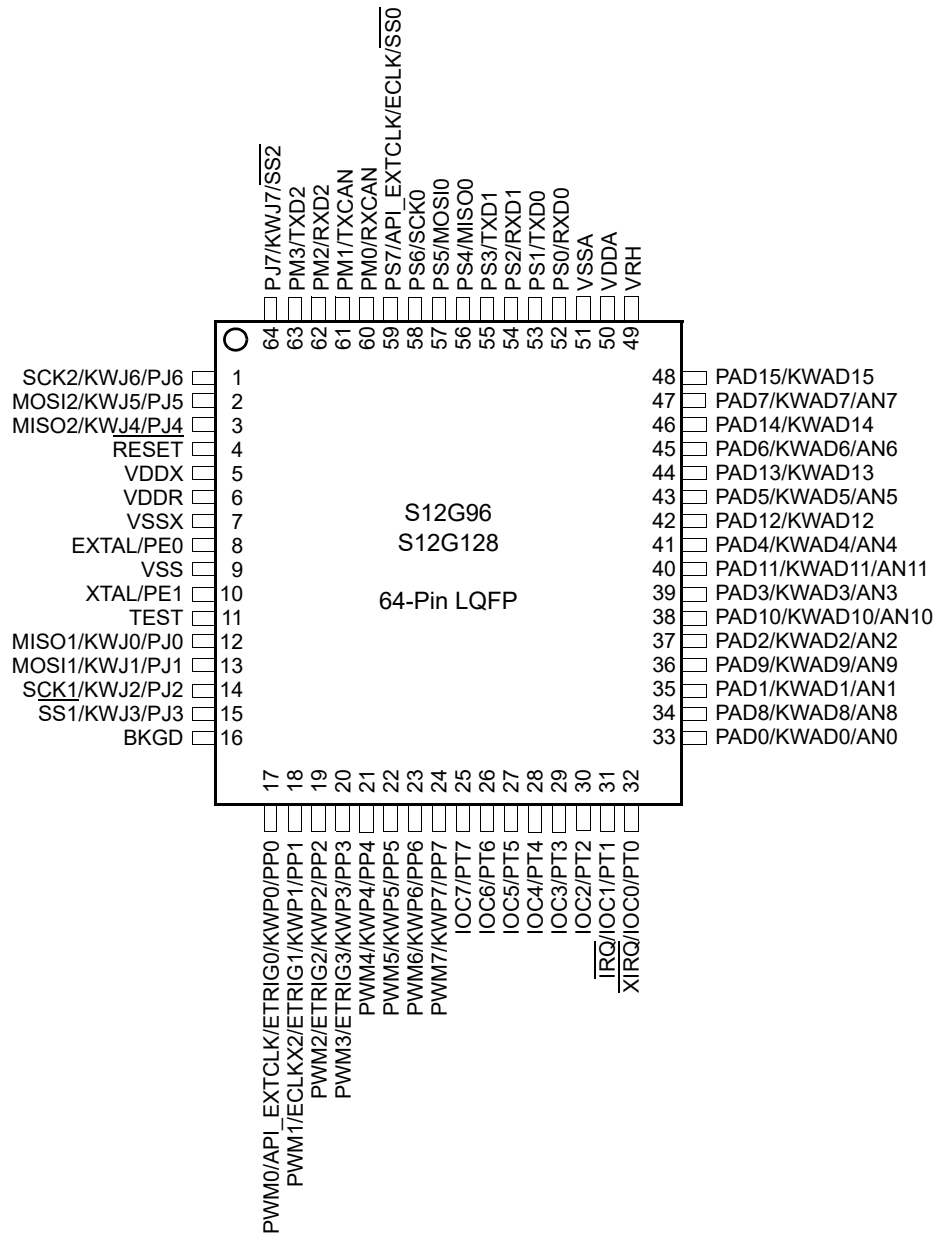 PJ7/KWJ7/SS2
PM3/TXD2
PM2/RXD2
PM1/TXCAN
PM0/RXCAN
PS7/API_EXTCLK/ECLK/SS0
PS6/SCK0
PS5/MOSI0
PS4/MISO0
PS3/TXD1
PS2/RXD1
PS1/TXD0
PS0/RXD0
VSSA
VDDA
VRH
64
63
62
61
60
59
58
57
56
55
54
53
52
51
50
49
SCK2/KWJ6/PJ6 1
MOSI2/KWJ5/PJ5 2
MISO2/KWJ4/PJ4 3
RESET 4
VDDX 5
VDDR 6
VSSX 7
EXTAL/PE0 8
VSS 9
XTAL/PE1 10
TEST 11
MISO1/KWJ0/PJ0 12
MOSI1/KWJ1/PJ1 13
SCK1/KWJ2/PJ2 14
SS1/KWJ3/PJ3 15
BKGD 16
S12G96
S12G128
64-Pin LQFP
48 PAD15/KWAD15
47 PAD7/KWAD7/AN7
46 PAD14/KWAD14
45 PAD6/KWAD6/AN6
44 PAD13/KWAD13
43 PAD5/KWAD5/AN5
42 PAD12/KWAD12
41 PAD4/KWAD4/AN4
40 PAD11/KWAD11/AN11
39 PAD3/KWAD3/AN3
38 PAD10/KWAD10/AN10
37 PAD2/KWAD2/AN2
36 PAD9/KWAD9/AN9
35 PAD1/KWAD1/AN1
34 PAD8/KWAD8/AN8
33 PAD0/KWAD0/AN0
17
18
19
20
21
22
23
24
25
26
27
28
29
30
31
32
PWM0/API_EXTCLK/ETRIG0/KWP0/PP0
PWM1/ECLKX2/ETRIG1/KWP1/PP1
PWM2/ETRIG2/KWP2/PP2
PWM3/ETRIG3/KWP3/PP3
PWM4/KWP4/PP4
PWM5/KWP5/PP5
PWM6/KWP6/PP6
PWM7/KWP7/PP7
IOC7/PT7
IOC6/PT6
IOC5/PT5
IOC4/PT4
IOC3/PT3
IOC2/PT2
IRQ/IOC1/PT1
XIRQ/IOC0/PT0